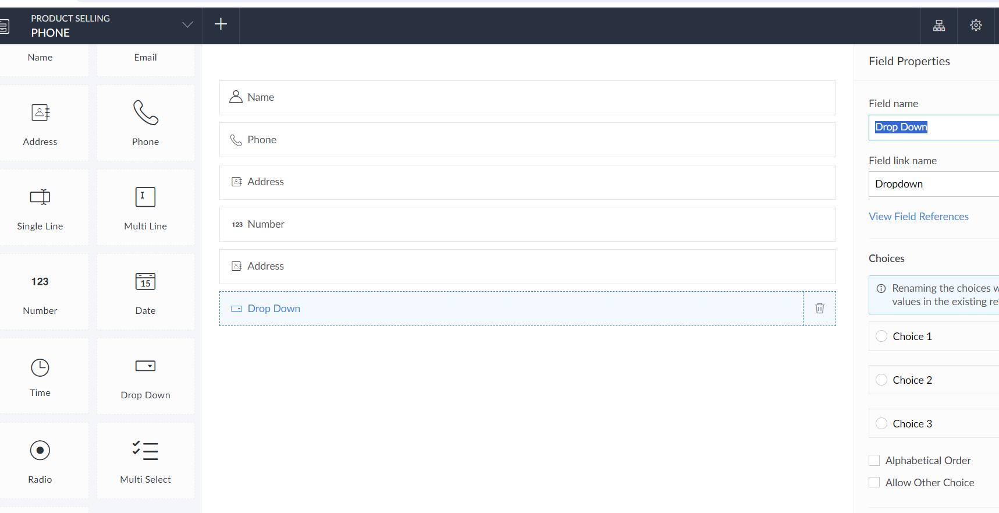 PRODUCT SELLING
PHONE
Name
Email
Address
Phone
Single Line
Multi Line
123
Number
15
Date
Time
Drop Down
Radio
Multi Select
Name
Phone
Address
123 Number
Address
Drop Down
Field Properties
Field name
Drop Down
Field link name
Dropdown
View Field References
Choices
Renaming the choices
values in the existing
Choice 1
Choice 2
Choice 3
Alphabetical Order
Allow Other Choice